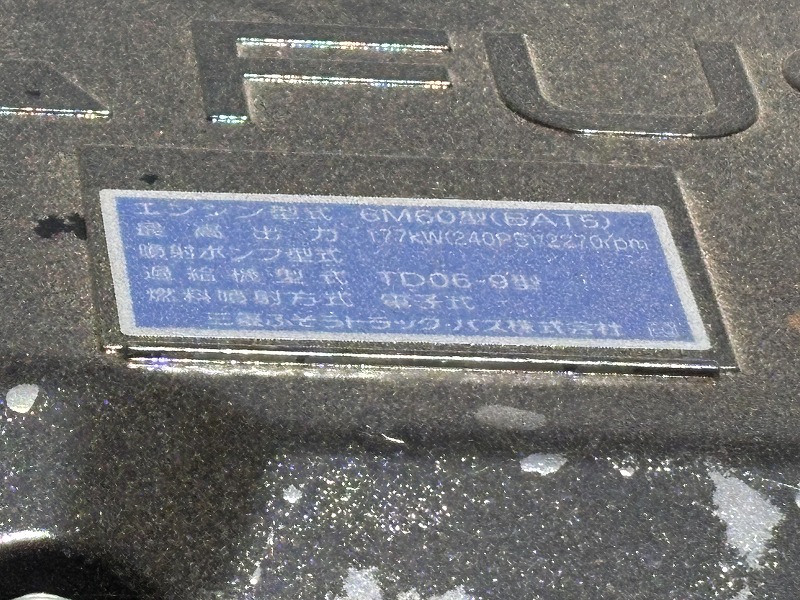 FU
エンジン型式 6M60型(BAT5)
最高出力 177kW(240PS)/2270rpm
噴射ポンプ型式
過給機型式 TD06-9型
燃料噴射方式 電子式
三菱ふそうトラック・バス株式会社